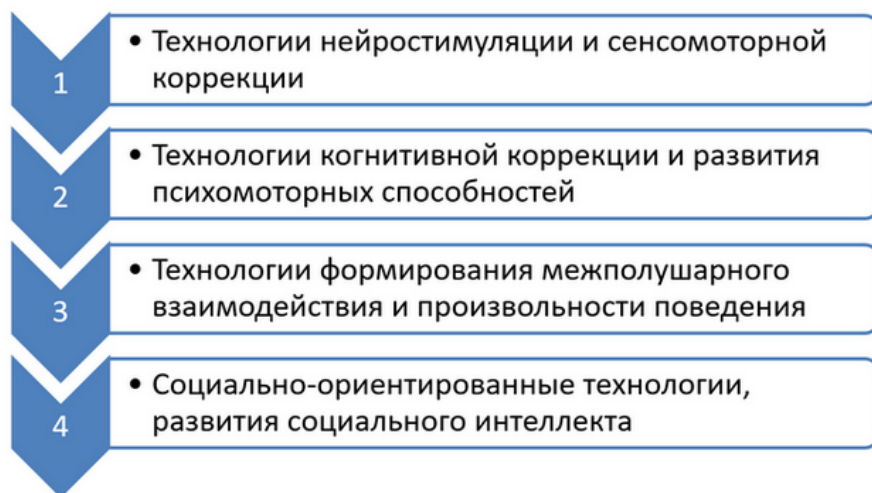 1
• Технологии нейростимуляции и сенсомоторной
коррекции
2
• Технологии когнитивной коррекции и развития
психомоторных способностей
3
• Технологии формирования межполушарного
взаимодействия и произвольности поведения
4
• Социально-ориентированные технологии,
развития социального интеллекта